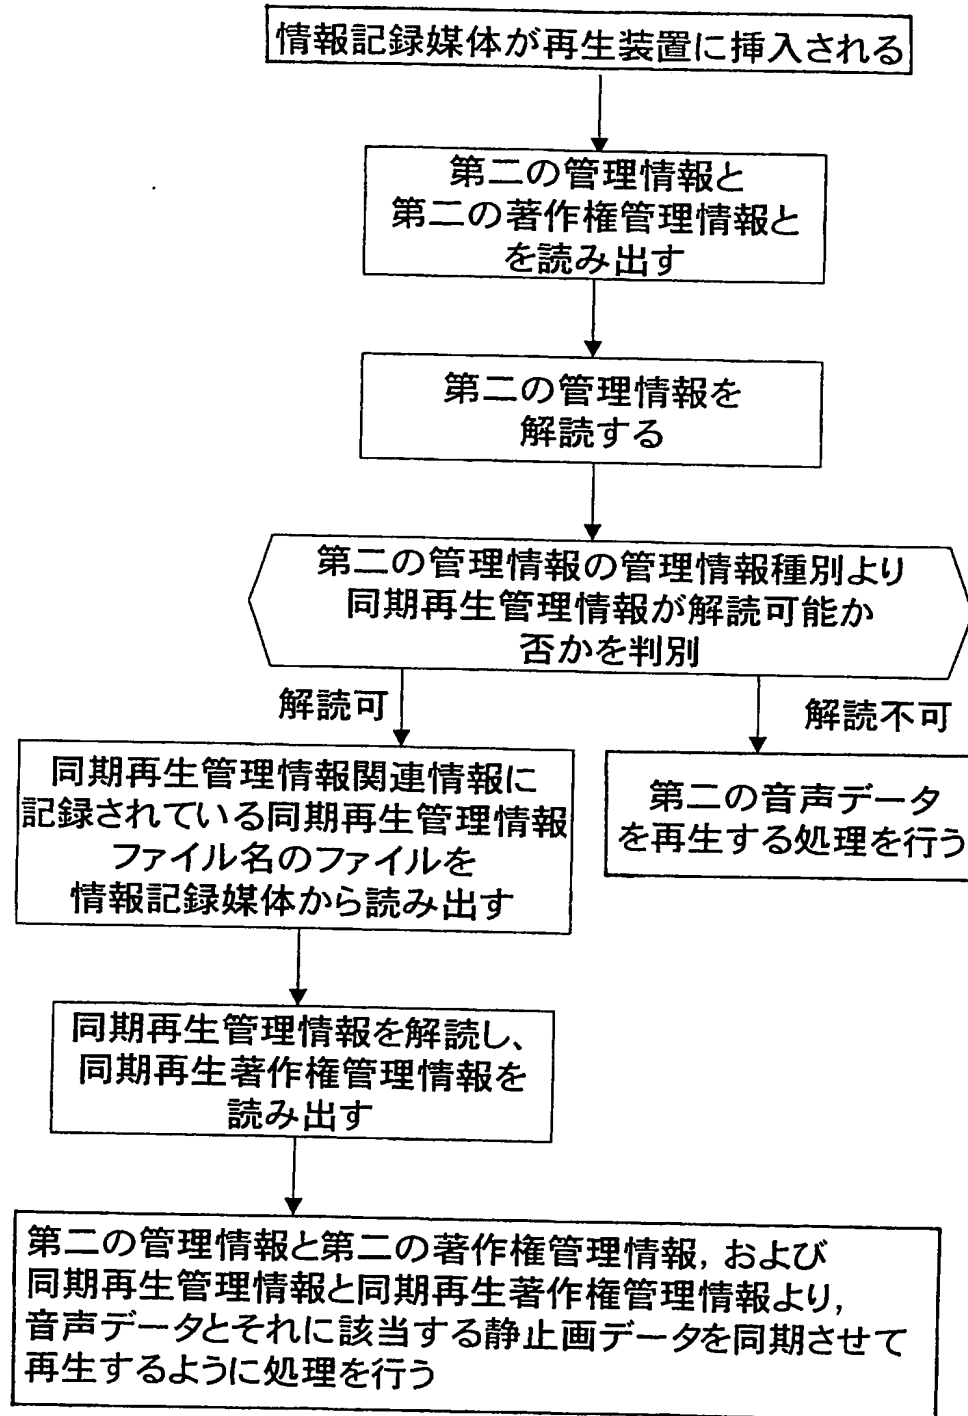 情報記録媒体が再生装置に挿入される
第二の管理情報と
第二の著作権管理情報と
を読み出す
第二の管理情報を
解読する
第二の管理情報の管理情報種別より
同期再生管理情報が解読可能か
否かを判別
解読可
解読不可
同期再生管理情報関連情報に
記録されている同期再生管理情報
ファイル名のファイルを
情報記録媒体から読み出す
第二の音声データ
を再生する処理を行う
同期再生管理情報を解読し、
同期再生著作権管理情報を
読み出す
第二の管理情報と第二の著作権管理情報, および
同期再生管理情報と同期再生著作権管理情報より,
音声データとそれに該当する静止画データを同期させて
再生するように処理を行う